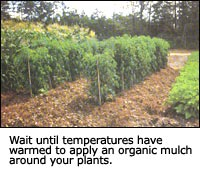 Wait until temperatures have
warmed to apply an organic mulch
around your plants.